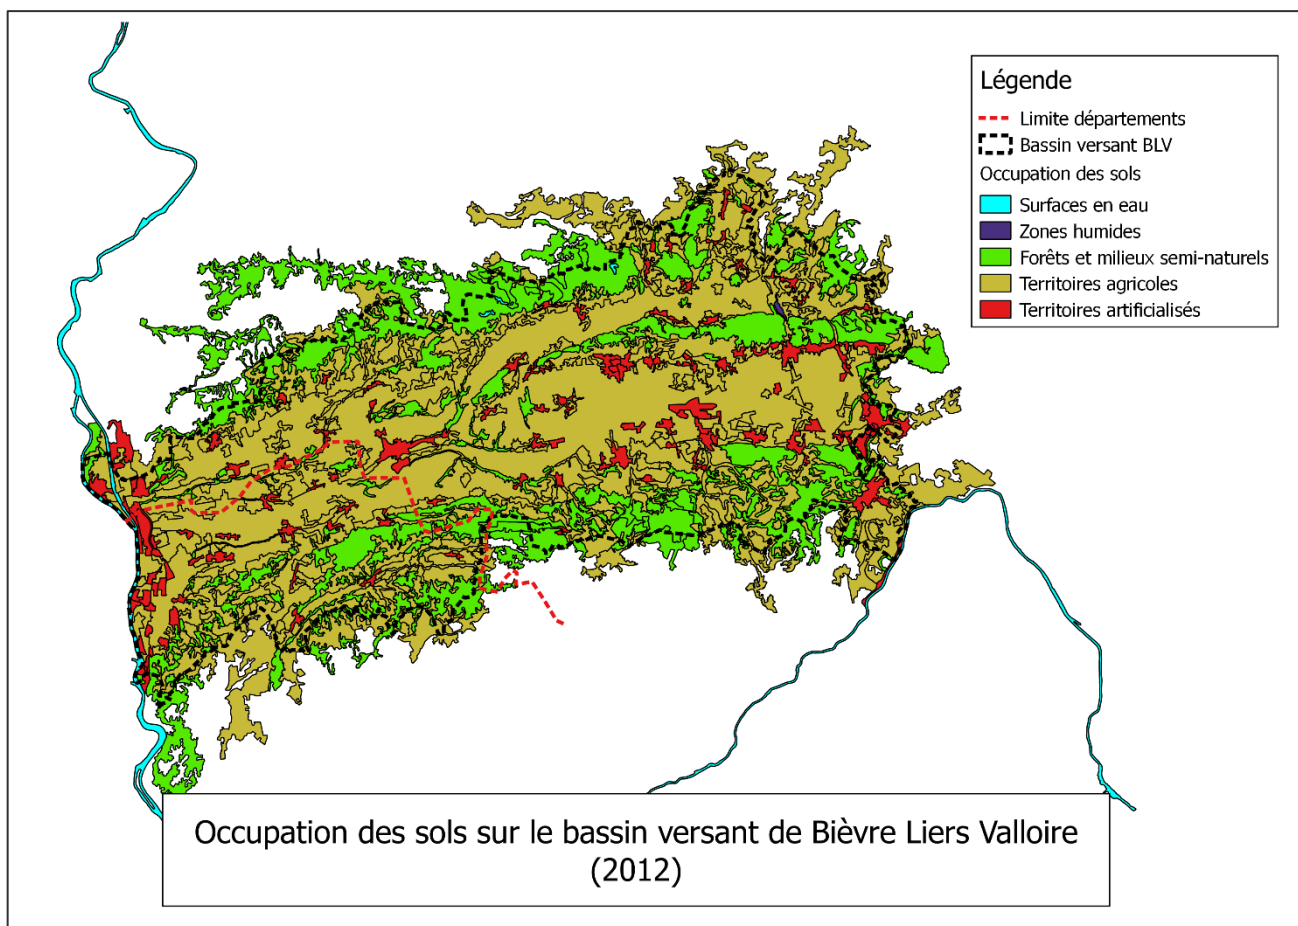 Légende
Limite départements
Bassin versant BLV
Occupation des sols
Surfaces en eau
Zones humides
Forêts et milieux semi-naturels
Territoires agricoles
Territoires artificialisés
Occupation des sols sur le bassin versant de Bièvre Liers Valloire
(2012)